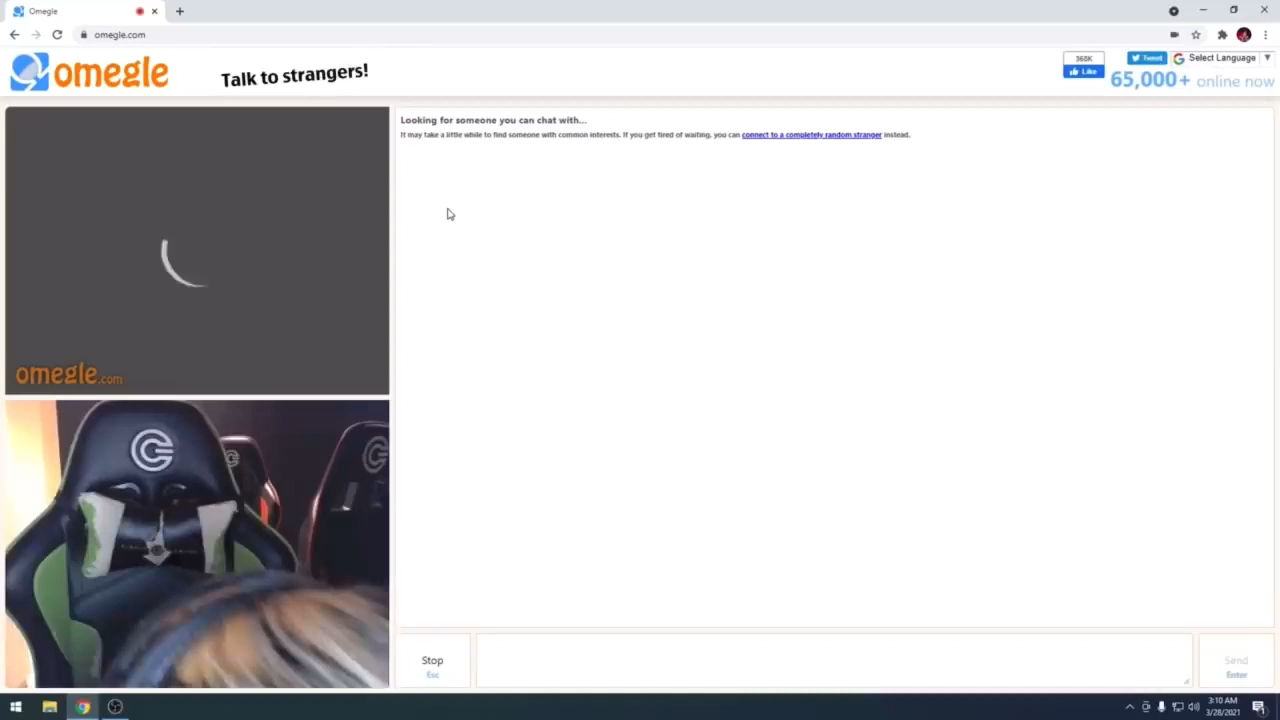 Omegle
omegle.com
omegle
Talk to strangers!
368K
Like
Tweet
Select Language
65,000+ online now
Looking for someone you can chat with...
It may take a little while to find someone with common interests. If you get tired of waiting, you can connect to a completely random stranger instead.
omegle.com
Stop
Esc
Send
Enter
3:10 AM
3/28/2021
1